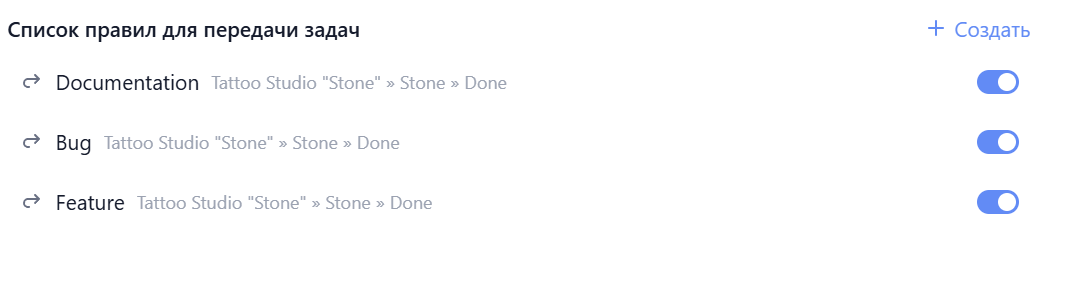 Список правил для передачи задач
+ Создать
Documentation Tattoo Studio "Stone" » Stone » Done
Bug Tattoo Studio "Stone" » Stone » Done
Feature Tattoo Studio "Stone" » Stone » Done